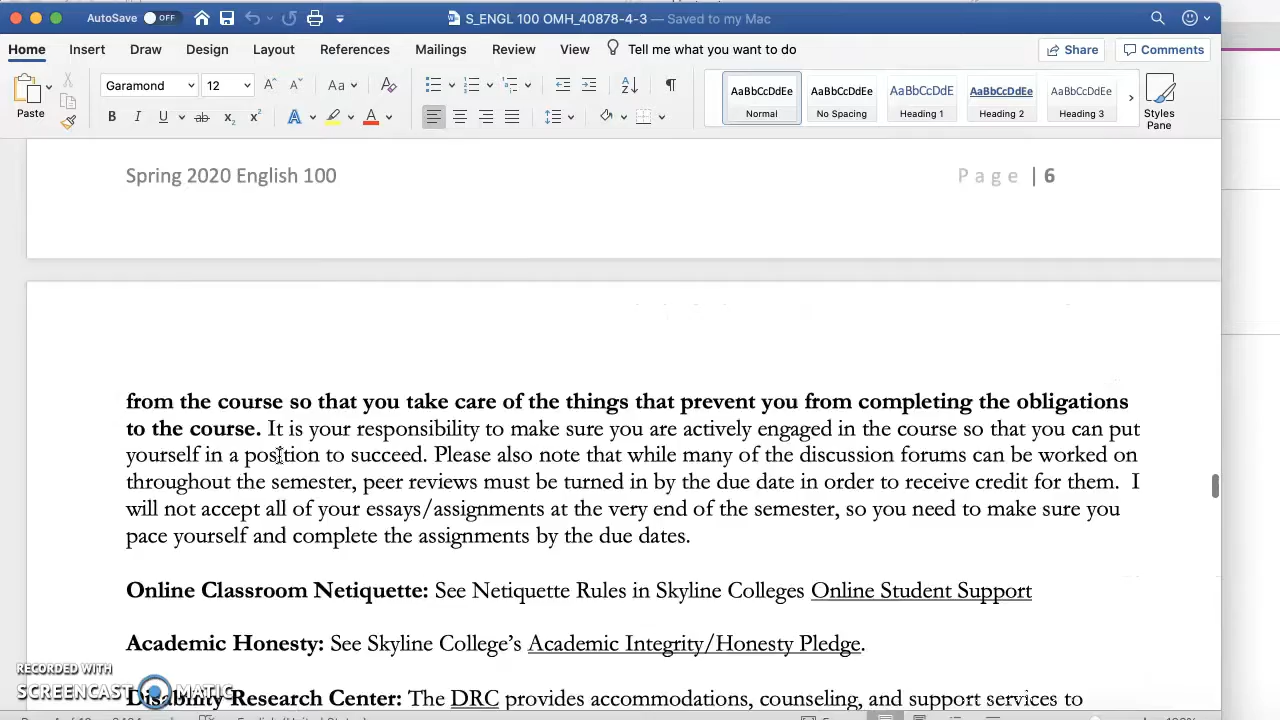 AutoSave OFF S_ENGL 100 OMH_40878-4-3 — Saved to my Mac
Home Insert Draw Design Layout References Mailings Review View Tell me what you want to do Share Comments
Garamond 12 A A Aa A AaBbCcDdEe AaBbCcDdEe AaBbCcDdE AaBbCcDdEe AaBbCcDdEe
Paste B I U ab x₂ x² A A Normal No Spacing Heading 1 Heading 2 Heading 3 Styles Pane
Spring 2020 English 100 Page | 6
from the course so that you take care of the things that prevent you from completing the obligations
to the course. It is your responsibility to make sure you are actively engaged in the course so that you can put
yourself in a position to succeed. Please also note that while many of the discussion forums can be worked on
throughout the semester, peer reviews must be turned in by the due date in order to receive credit for them. I
will not accept all of your essays/assignments at the very end of the semester, so you need to make sure you
pace yourself and complete the assignments by the due dates.
Online Classroom Netiquette: See Netiquette Rules in Skyline Colleges Online Student Support
Academic Honesty: See Skyline College's Academic Integrity/Honesty Pledge.
RECORDED WITH
SCREENCAST MATIC
Disability Research Center: The DRC provides accommodations, counseling, and support services to